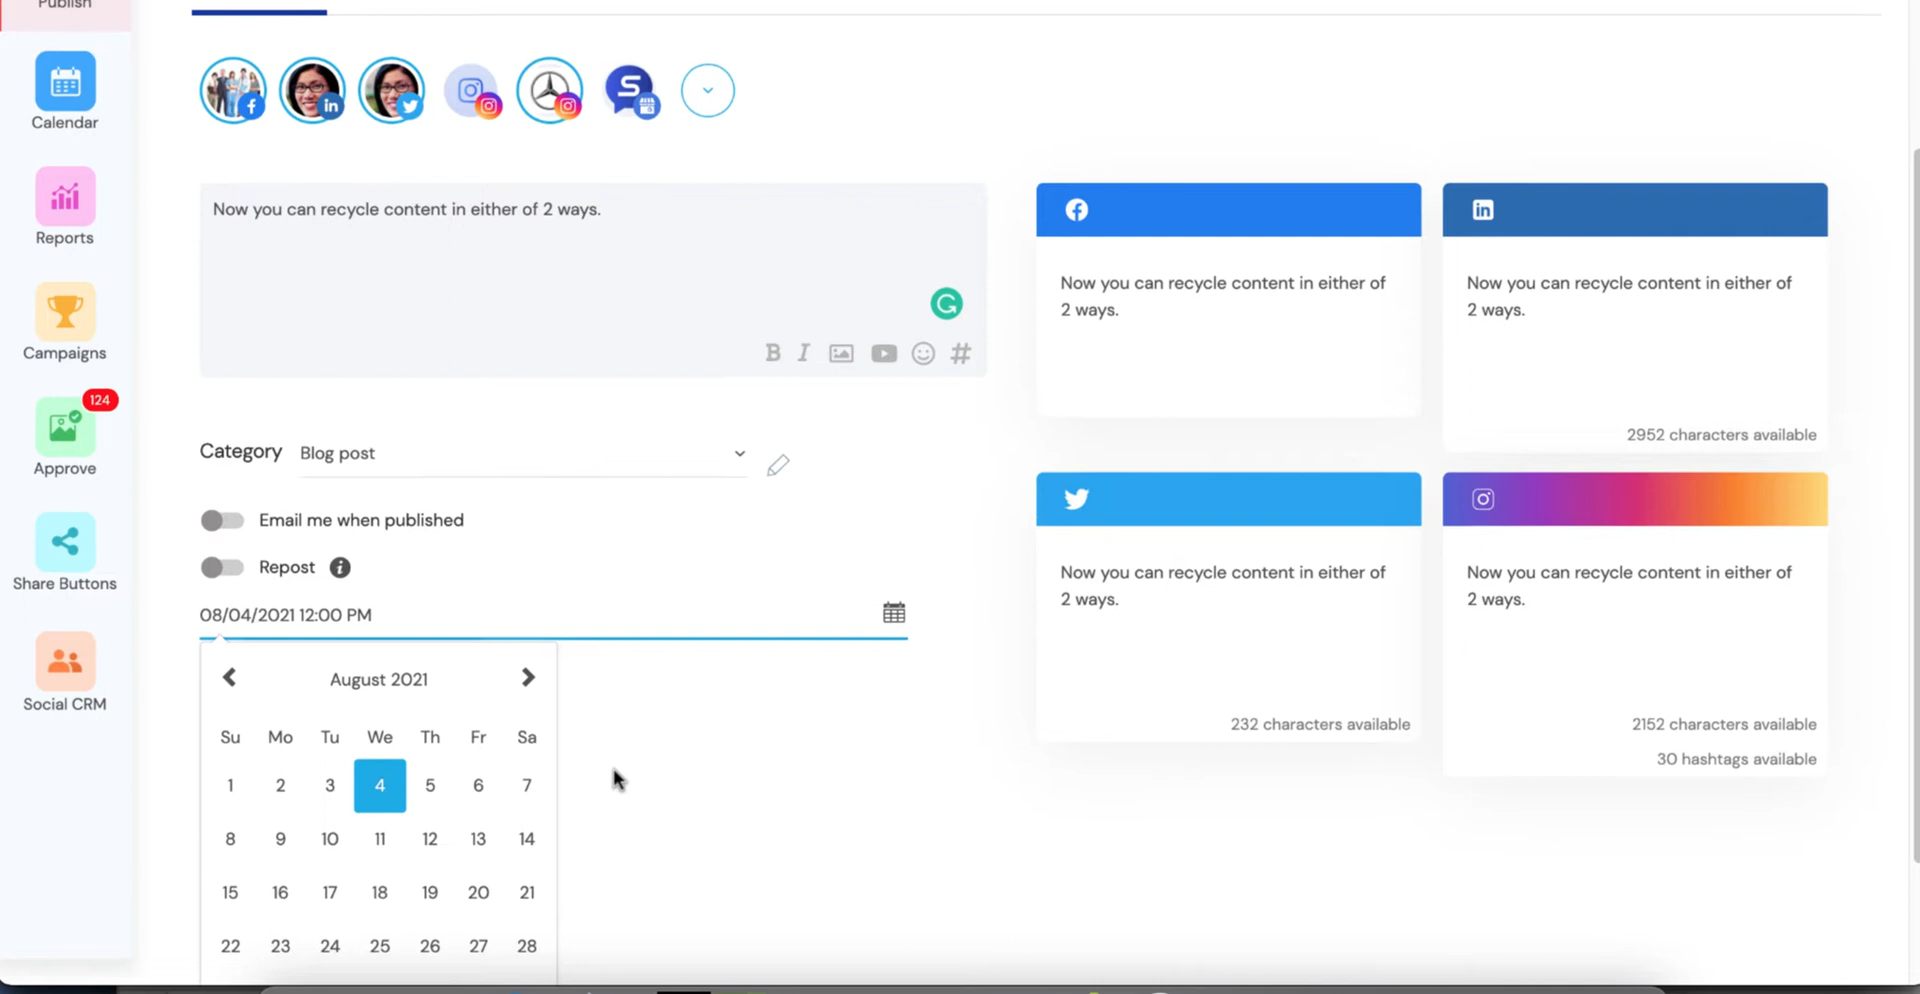 Publish
Calendar
Reports
Campaigns
124
Approve
Share Buttons
Social CRM
in
S
Now you can recycle content in either of 2 ways.
B I #
Category Blog post
Email me when published
Repost i
08/04/2021 12:00 PM
August 2021
Su Mo Tu We Th Fr Sa
1 2 3 4 5 6 7
8 9 10 11 12 13 14
15 16 17 18 19 20 21
22 23 24 25 26 27 28
Now you can recycle content in either of
2 ways.
in
Now you can recycle content in either of
2 ways.
2952 characters available
Now you can recycle content in either of
2 ways.
232 characters available
Now you can recycle content in either of
2 ways.
2152 characters available
30 hashtags available